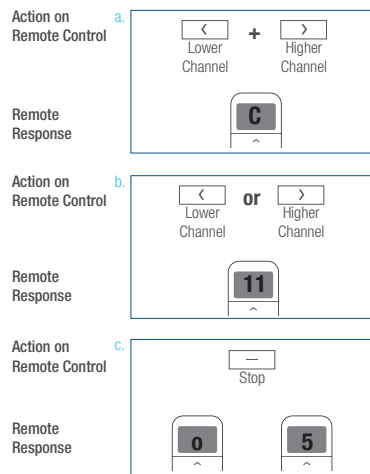 Action on
Remote Control
a.
<
+
>
Lower
Channel
Higher
Channel
Remote
Response
C
Action on
Remote Control
b.
<
or
>
Lower
Channel
Higher
Channel
Remote
Response
11
Action on
Remote Control
c.
Stop
Remote
Response
o
5